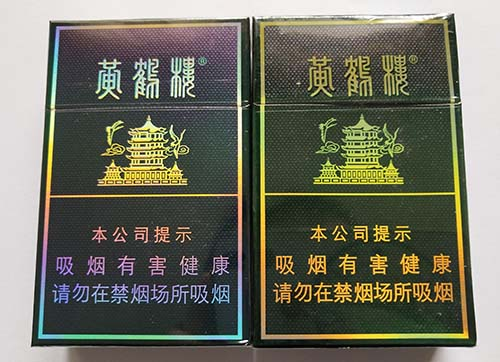 黄鹤楼®
本公司提示
吸烟有害健康
请勿在禁烟场所吸烟
黄鹤楼®
本公司提示
吸烟有害健康
请勿在禁烟场所吸烟